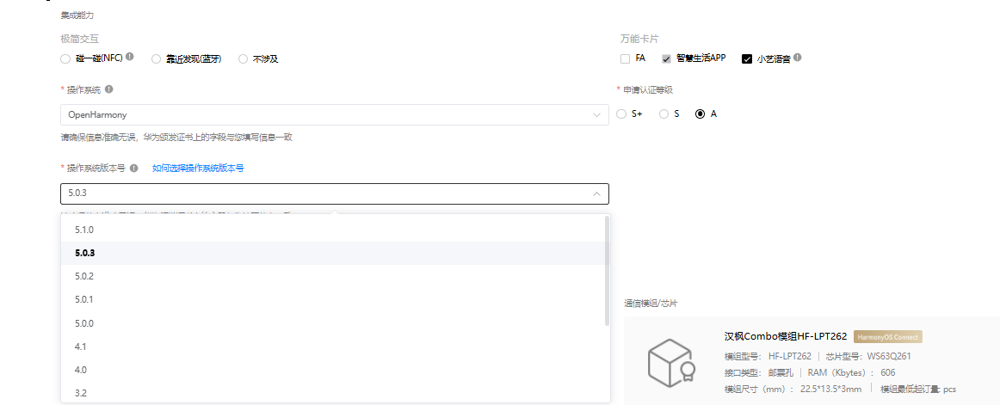 集成能力
极简交互
碰一碰(NFC)
靠近发现(蓝牙)
不涉及
万能卡片
FA
智慧生活APP
小艺语音
* 操作系统
OpenHarmony
请确保信息准确无误，华为颁发证书上的字段与您填写信息一致
* 申请认证等级
S+
S
A
* 操作系统版本号
如何选择操作系统版本号
5.0.3
5.1.0
5.0.3
5.0.2
5.0.1
5.0.0
4.1
4.0
3.2
通信模组/芯片
汉枫Combo模组HF-LPT262
HarmonyOS Connect
模组型号： HF-LPT262 | 芯片型号：WS63Q261
接口类型： 邮票孔 | RAM（Kbytes）： 606
模组尺寸（mm）： 22.5*13.5*3mm | 模组最低起订量: pcs